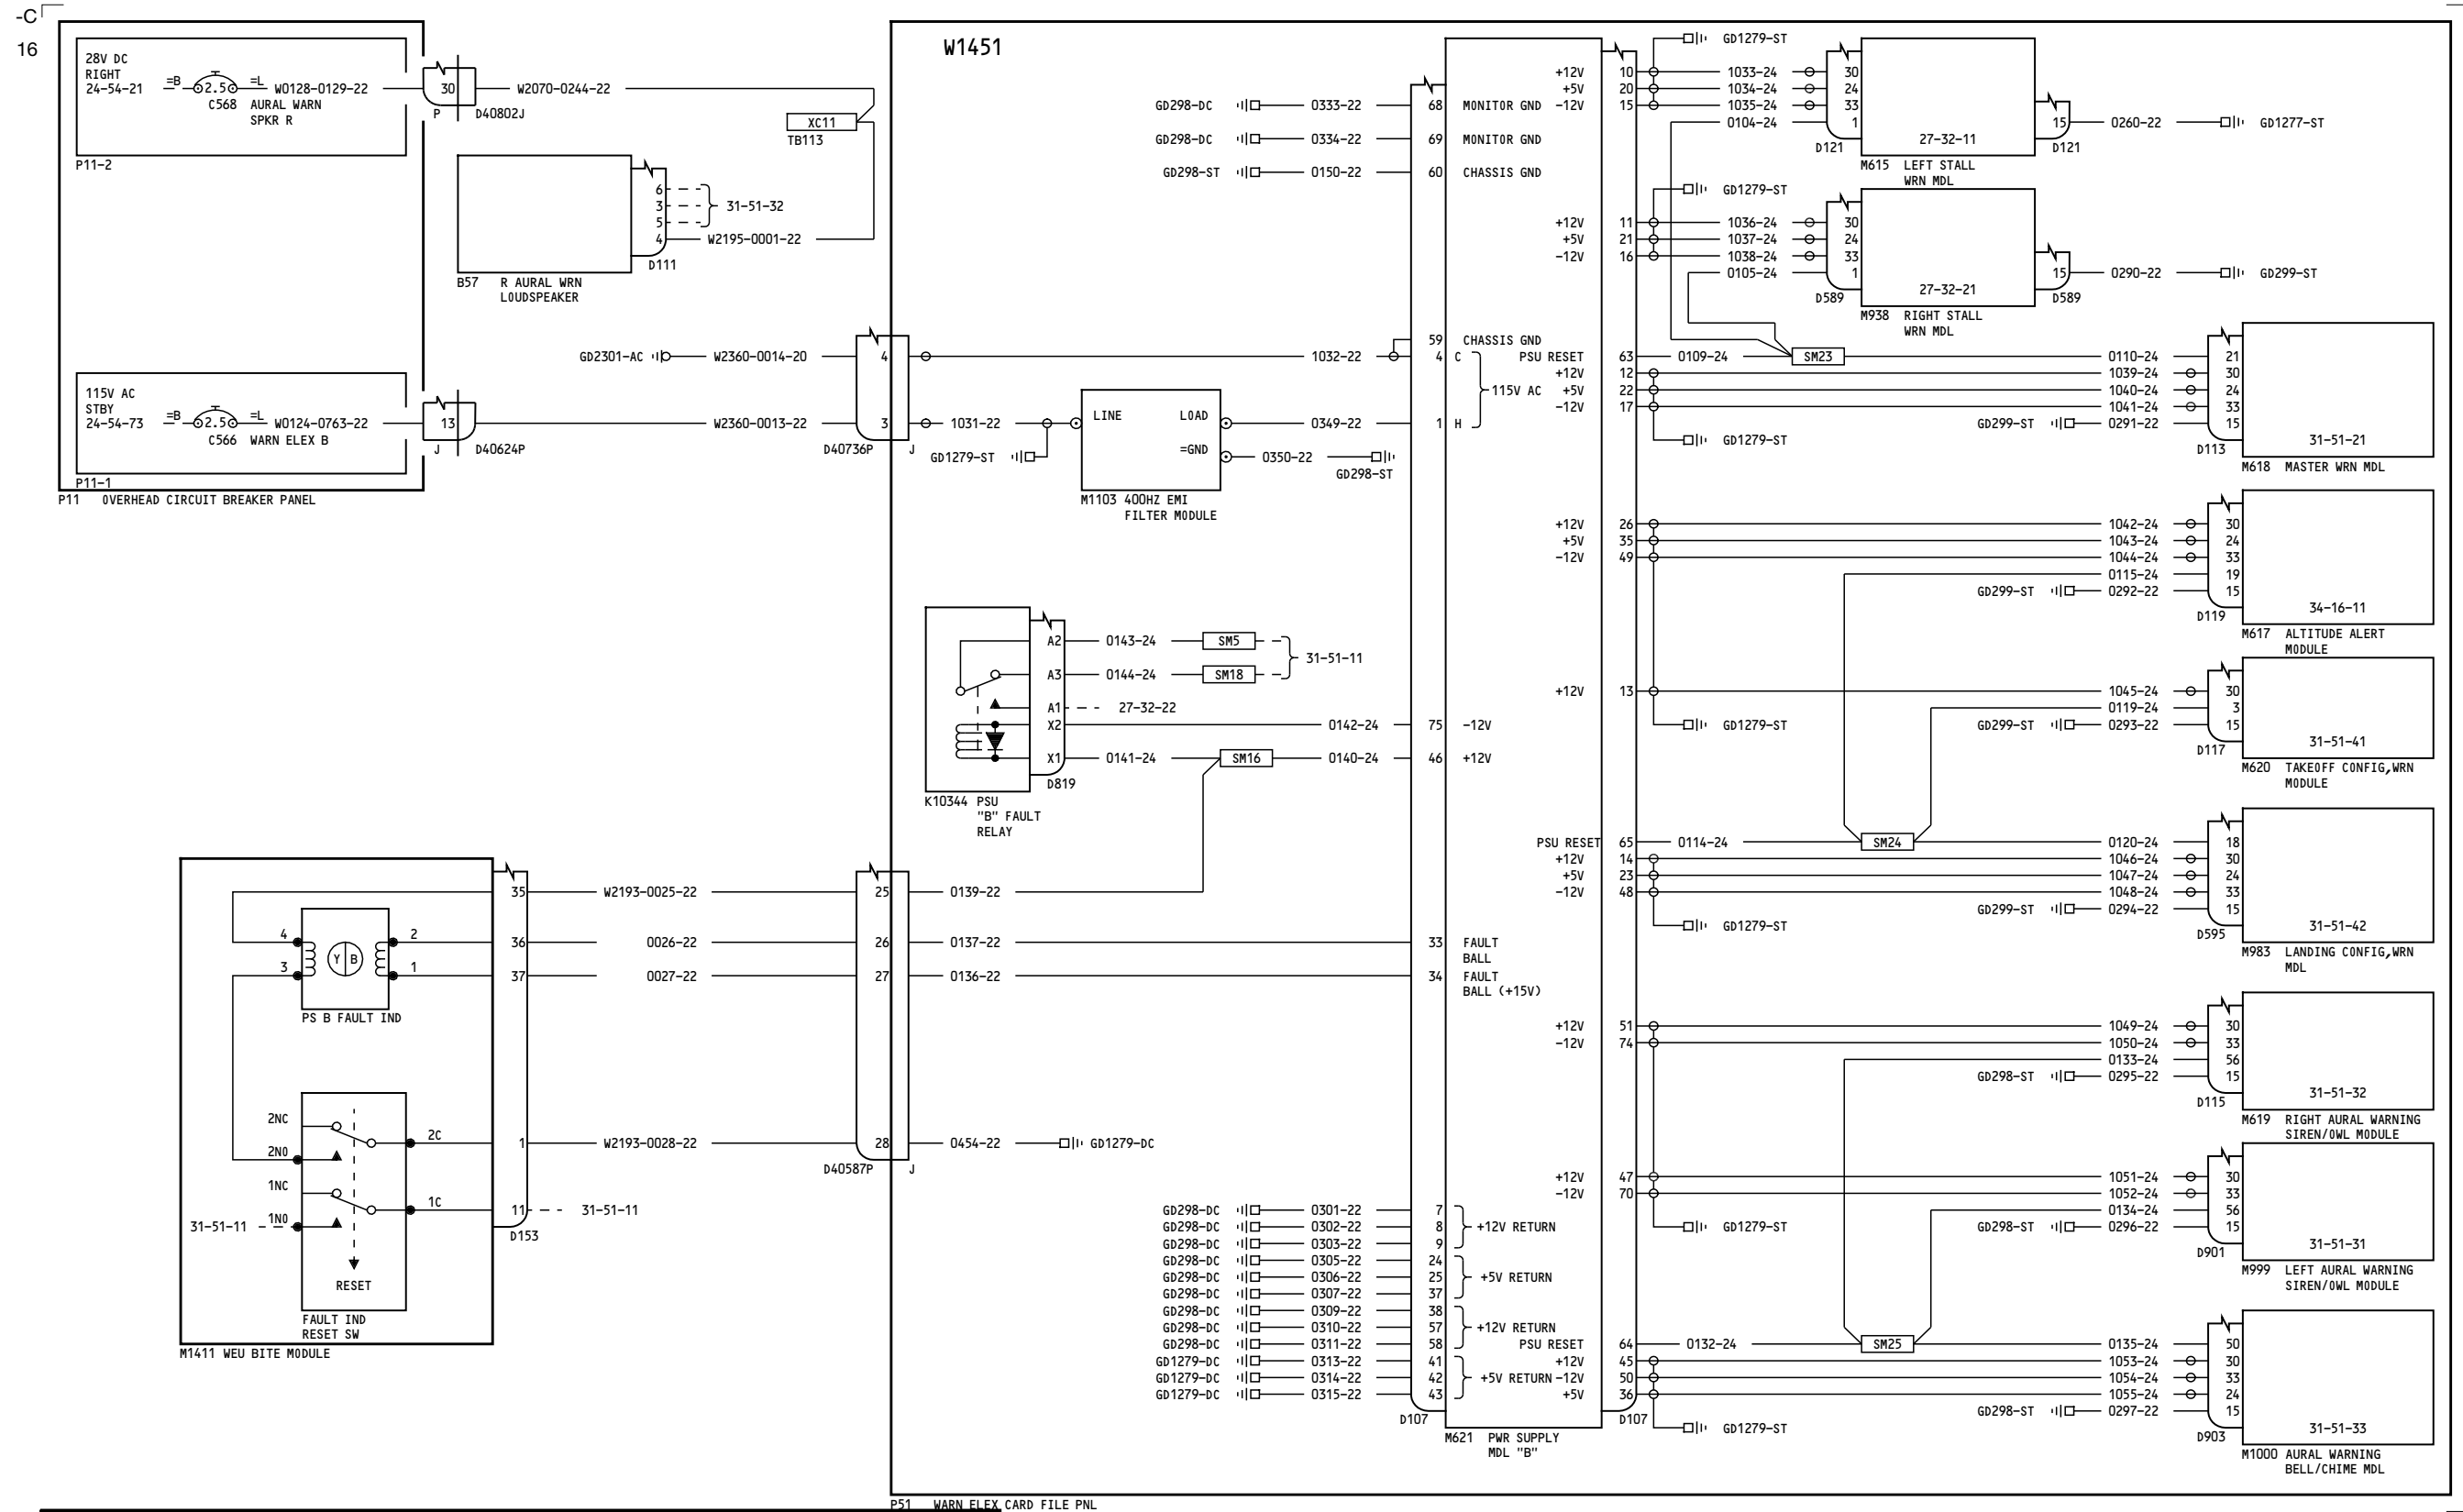 -C
16
28V DC
RIGHT
24-54-21
=B
2.5
=L
W0128-0129-22
C568
AURAL WARN
SPKR R
P11-2
30
P
D40802J
W2070-0244-22
XC11
TB113
6
3
5
4
31-51-32
W2195-0001-22
D111
B57
R AURAL WRN
LOUDSPEAKER
115V AC
STBY
24-54-73
=B
2.5
=L
W0124-0763-22
C566
WARN ELEX B
P11-1
P11 OVERHEAD CIRCUIT BREAKER PANEL
13
J
D40624P
GD2301-AC
W2360-0014-20
4
W2360-0013-22
3
D40736P
J
W1451
GD298-DC 0333-22 68 MONITOR GND
GD298-DC 0334-22 69 MONITOR GND
GD298-ST 0150-22 60 CHASSIS GND
59 CHASSIS GND
1032-22 4 C
115V AC
1031-22
GD1279-ST
LINE
LOAD
=GND
0349-22 1 H
0350-22
GD298-ST
M1103 400HZ EMI
FILTER MODULE
A2 0143-24 SM5
A3 0144-24 SM18
31-51-11
A1 27-32-22
X2 0142-24 75 -12V
X1 0141-24 SM16 0140-24 46 +12V
D819
K10344 PSU
"B" FAULT
RELAY
35 W2193-0025-22 25 0139-22
36 0026-22 26 0137-22 33 FAULT
BALL
37 0027-22 27 0136-22 34 FAULT
BALL (+15V)
4
3
Y B
2
1
PS B FAULT IND
2NC
2NO
1NC
1NO
2C
1C
31-51-11
RESET
FAULT IND
RESET SW
M1411 WEU BITE MODULE
1 W2193-0028-22 28 0454-22 GD1279-DC
D40587P
J
11 31-51-11
D153
GD298-DC 0301-22 7
GD298-DC 0302-22 8 +12V RETURN
GD298-DC 0303-22 9
GD298-DC 0305-22 24
GD298-DC 0306-22 25 +5V RETURN
GD298-DC 0307-22 37
GD298-DC 0309-22 38
GD298-DC 0310-22 57 +12V RETURN
GD298-DC 0311-22 58
GD1279-DC 0313-22 41
GD1279-DC 0314-22 42 +5V RETURN
GD1279-DC 0315-22 43
D107
M621 PWR SUPPLY
MDL "B"
D107
GD1279-ST
+12V 10 1033-24 30
+5V 20 1034-24 24
-12V 15 1035-24 33
0104-24 1
D121
27-32-11
15 0260-22 GD1277-ST
D121
M615 LEFT STALL
WRN MDL
GD1279-ST
+12V 11 1036-24 30
+5V 21 1037-24 24
-12V 16 1038-24 33
0105-24 1
D589
27-32-21
15 0290-22 GD299-ST
D589
M938 RIGHT STALL
WRN MDL
PSU RESET 63 0109-24 SM23 0110-24 21
+12V 12 1039-24 30
+5V 22 1040-24 24
-12V 17 1041-24 33
GD1279-ST
GD299-ST 0291-22 15
D113
31-51-21
M618 MASTER WRN MDL
+12V 26 1042-24 30
+5V 35 1043-24 24
-12V 49 1044-24 33
0115-24 19
GD299-ST 0292-22 15
D119
34-16-11
M617 ALTITUDE ALERT
MODULE
+12V 13 1045-24 30
0119-24 3
GD1279-ST
GD299-ST 0293-22 15
D117
31-51-41
M620 TAKEOFF CONFIG,WRN
MODULE
PSU RESET 65 0114-24 SM24 0120-24 18
+12V 14 1046-24 30
+5V 23 1047-24 24
-12V 48 1048-24 33
GD1279-ST
GD299-ST 0294-22 15
D595
31-51-42
M983 LANDING CONFIG,WRN
MDL
+12V 51 1049-24 30
-12V 74 1050-24 33
0133-24 56
GD298-ST 0295-22 15
D115
31-51-32
M619 RIGHT AURAL WARNING
SIREN/OWL MODULE
+12V 47 1051-24 30
-12V 70 1052-24 33
0134-24 56
GD1279-ST
GD298-ST 0296-22 15
D901
31-51-31
M999 LEFT AURAL WARNING
SIREN/OWL MODULE
PSU RESET 64 0132-24 SM25 0135-24 50
+12V 45 1053-24 30
-12V 50 1054-24 33
+5V 36 1055-24 24
GD1279-ST
GD298-ST 0297-22 15
D903
31-51-33
M1000 AURAL WARNING
BELL/CHIME MDL
P51 WARN ELEX CARD FILE PNL